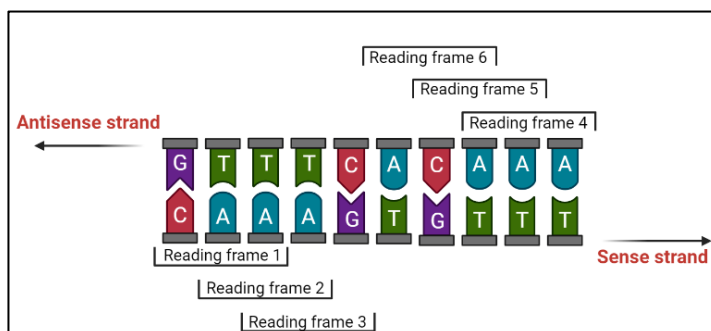 Reading frame 6
Reading frame 5
Antisense strand
Reading frame 4
G T T T C A C A A A
C A A A G T G T T T
Reading frame 1
Sense strand
Reading frame 2
Reading frame 3